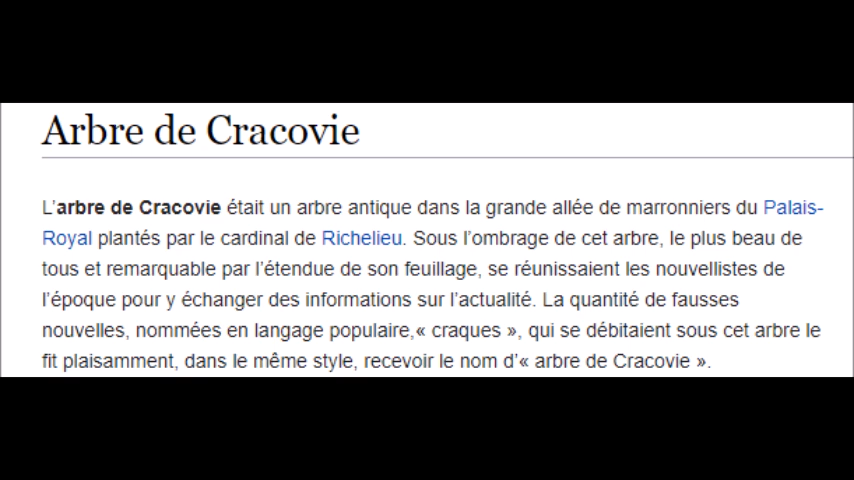 Arbre de Cracovie
L’arbre de Cracovie était un arbre antique dans la grande allée de marronniers du Palais-
Royal plantés par le cardinal de Richelieu. Sous l’ombrage de cet arbre, le plus beau de
tous et remarquable par l’étendue de son feuillage, se réunissaient les nouvellistes de
l’époque pour y échanger des informations sur l’actualité. La quantité de fausses
nouvelles, nommées en langage populaire,« craques », qui se débitaient sous cet arbre le
fit plaisamment, dans le même style, recevoir le nom d’« arbre de Cracovie ».